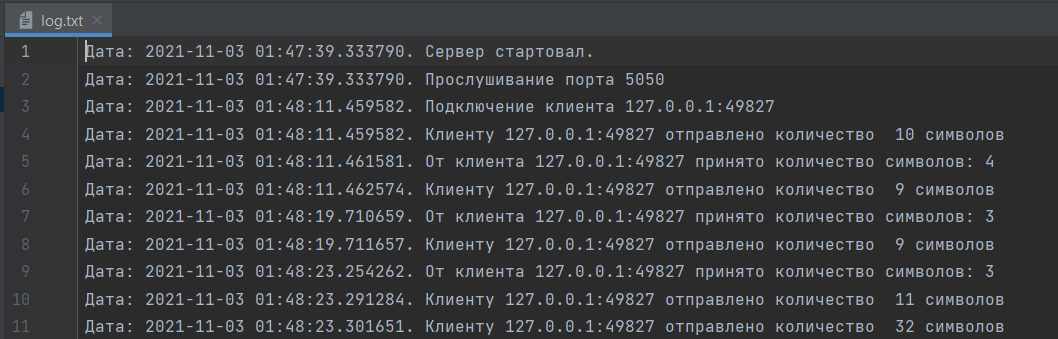 log.txt
1 Дата: 2021-11-03 01:47:39.333790. Сервер стартовал.
2 Дата: 2021-11-03 01:47:39.333790. Прослушивание порта 5050
3 Дата: 2021-11-03 01:48:11.459582. Подключение клиента 127.0.0.1:49827
4 Дата: 2021-11-03 01:48:11.459582. Клиенту 127.0.0.1:49827 отправлено количество  10 символов
5 Дата: 2021-11-03 01:48:11.461581. От клиента 127.0.0.1:49827 принято количество символов: 4
6 Дата: 2021-11-03 01:48:11.462574. Клиенту 127.0.0.1:49827 отправлено количество  9 символов
7 Дата: 2021-11-03 01:48:19.710659. От клиента 127.0.0.1:49827 принято количество символов: 3
8 Дата: 2021-11-03 01:48:19.711657. Клиенту 127.0.0.1:49827 отправлено количество  9 символов
9 Дата: 2021-11-03 01:48:23.254262. От клиента 127.0.0.1:49827 принято количество символов: 3
10 Дата: 2021-11-03 01:48:23.291284. Клиенту 127.0.0.1:49827 отправлено количество  11 символов
11 Дата: 2021-11-03 01:48:23.301651. Клиенту 127.0.0.1:49827 отправлено количество  32 символов